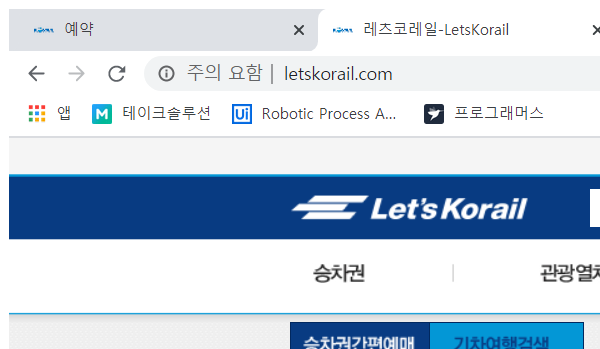 예약 레츠코레일-LetsKorail
주의 요함 | letskorail.com
앱 테이크솔루션 Robotic Process A... 프로그래머스
Let's Korail
승차권 관광열
승차권간편예매 기차여행검색